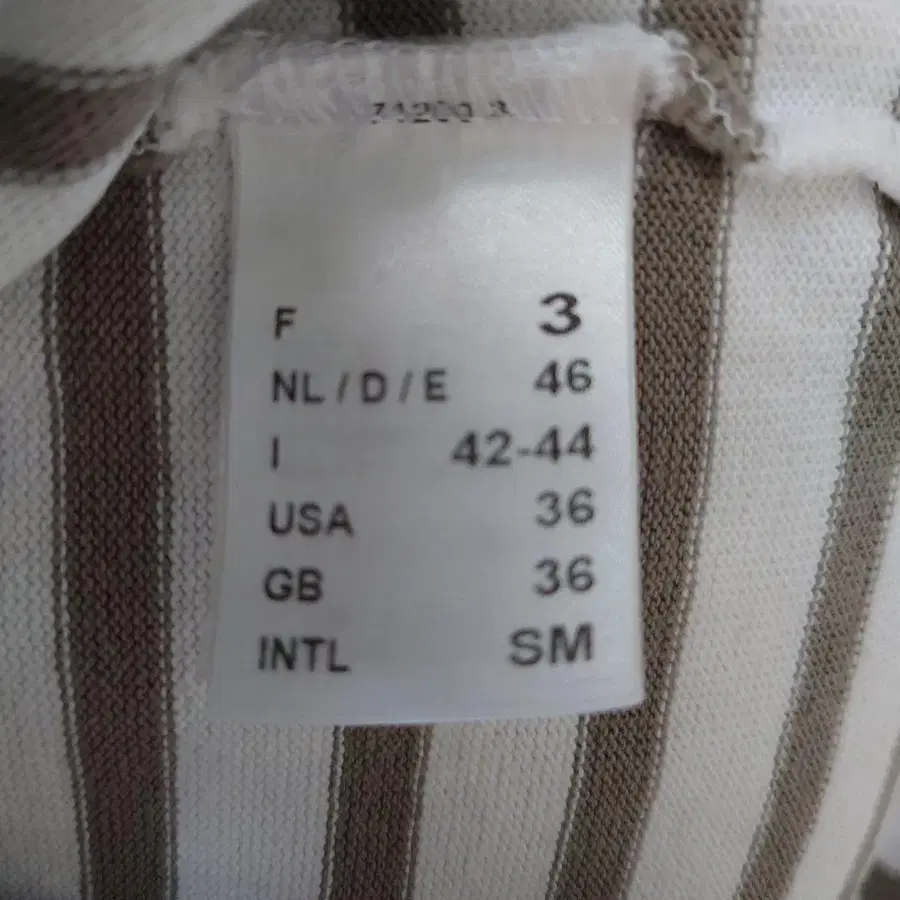 F 3
NL / D / E 46
I 42-44
USA 36
GB 36
INTL SM